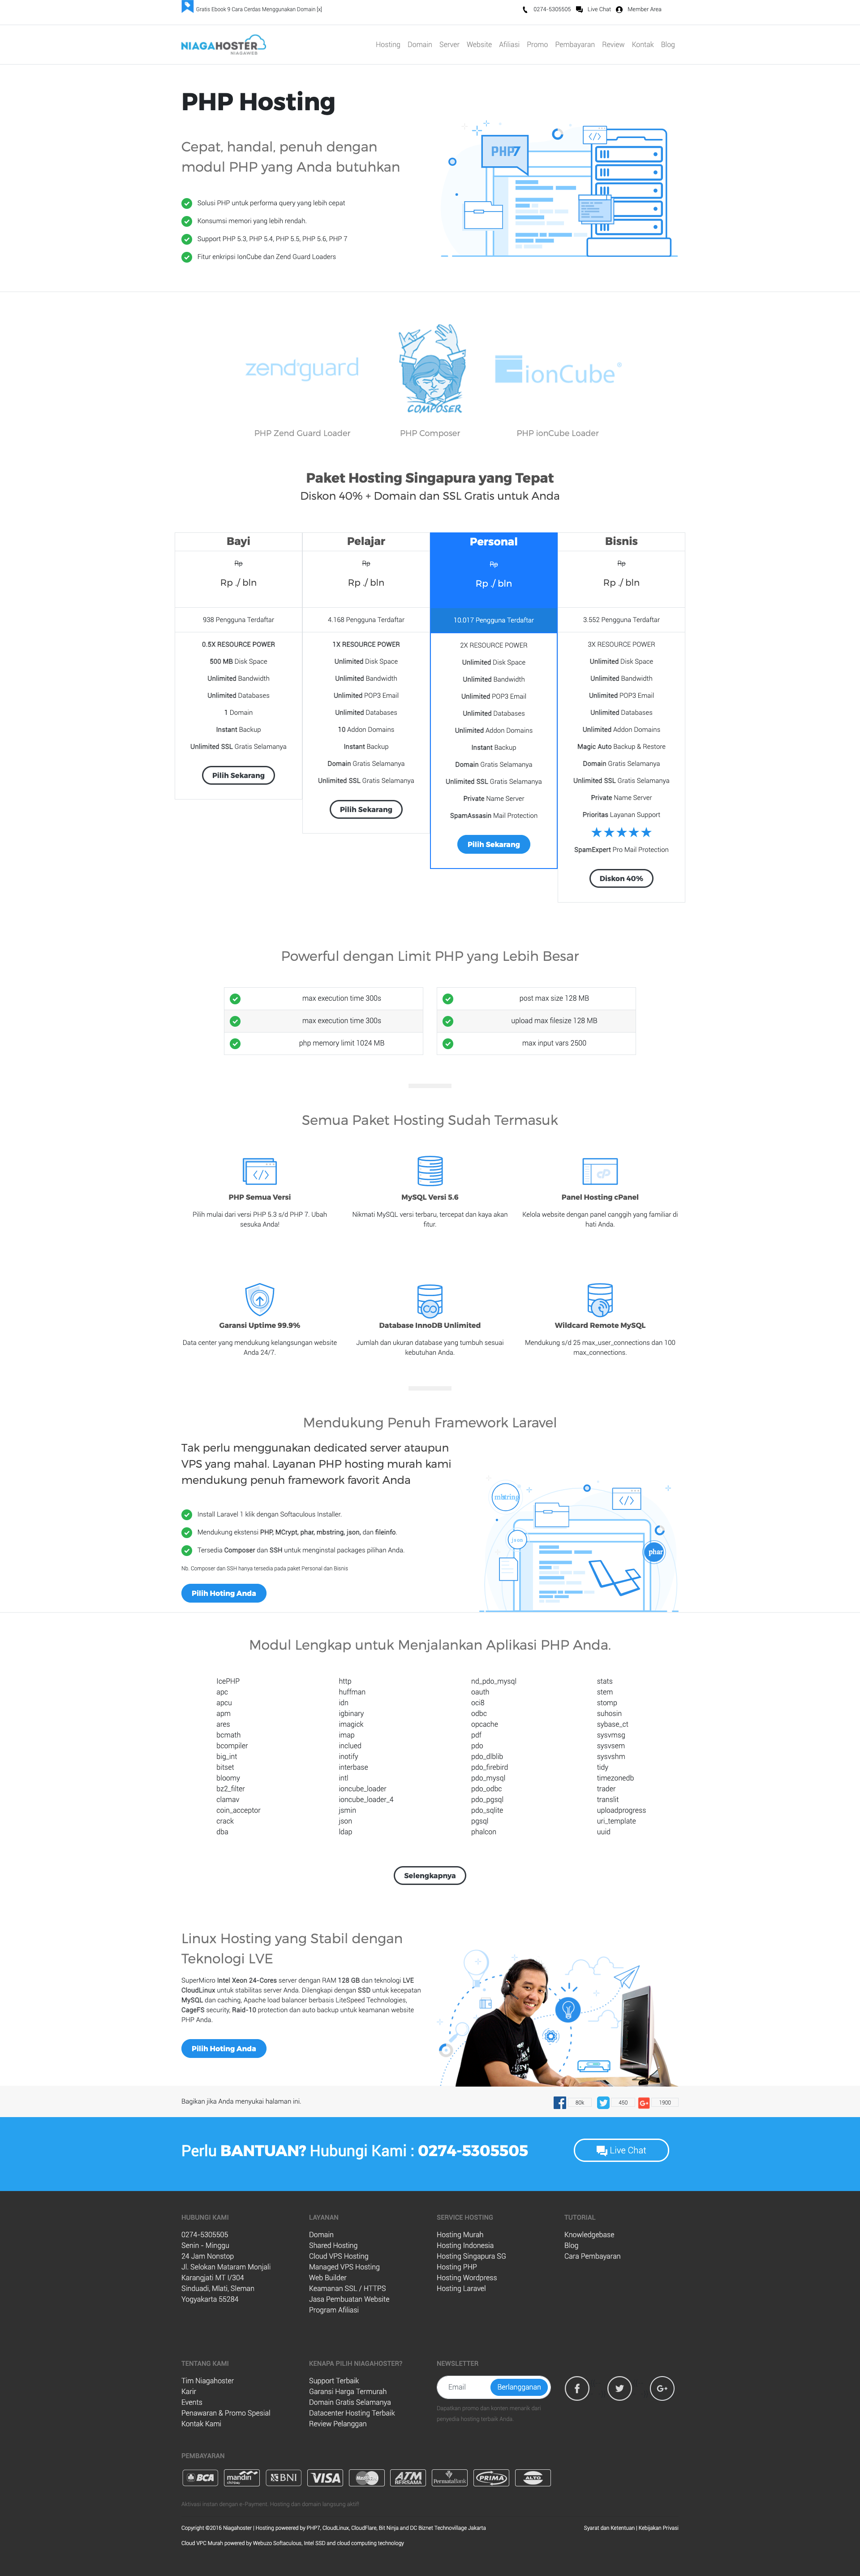 Gratis Ebook 9 Cara Cerdas Menggunakan Domain [x]
0274-5305505 Live Chat Member Area
NIAGAHOSTER
NIAGAWEB
Hosting Domain Server Website Afiliasi Promo Pembayaran Review Kontak Blog
PHP Hosting
Cepat, handal, penuh dengan
modul PHP yang Anda butuhkan
Solusi PHP untuk performa query yang lebih cepat
Konsumsi memori yang lebih rendah.
Support PHP 5.3, PHP 5.4, PHP 5.5, PHP 5.6, PHP 7
Fitur enkripsi IonCube dan Zend Guard Loaders
PHP7
zend guard
COMPOSER
ionCube®
PHP Zend Guard Loader
PHP Composer
PHP ionCube Loader
Paket Hosting Singapura yang Tepat
Diskon 40% + Domain dan SSL Gratis untuk Anda
Bayi
Rp
Rp ./ bln
938 Pengguna Terdaftar
0.5X RESOURCE POWER
500 MB Disk Space
Unlimited Bandwidth
Unlimited Databases
1 Domain
Instant Backup
Unlimited SSL Gratis Selamanya
Pilih Sekarang
Pelajar
Rp
Rp ./ bln
4.168 Pengguna Terdaftar
1X RESOURCE POWER
Unlimited Disk Space
Unlimited Bandwidth
Unlimited POP3 Email
Unlimited Databases
10 Addon Domains
Instant Backup
Domain Gratis Selamanya
Unlimited SSL Gratis Selamanya
Pilih Sekarang
Personal
Rp
Rp ./ bln
10.017 Pengguna Terdaftar
2X RESOURCE POWER
Unlimited Disk Space
Unlimited Bandwidth
Unlimited POP3 Email
Unlimited Databases
Unlimited Addon Domains
Instant Backup
Domain Gratis Selamanya
Unlimited SSL Gratis Selamanya
Private Name Server
SpamAssasin Mail Protection
Pilih Sekarang
Bisnis
Rp
Rp ./ bln
3.552 Pengguna Terdaftar
3X RESOURCE POWER
Unlimited Disk Space
Unlimited Bandwidth
Unlimited POP3 Email
Unlimited Databases
Unlimited Addon Domains
Magic Auto Backup & Restore
Domain Gratis Selamanya
Unlimited SSL Gratis Selamanya
Private Name Server
Prioritas Layanan Support
SpamExpert Pro Mail Protection
Diskon 40%
Powerful dengan Limit PHP yang Lebih Besar
max execution time 300s
max execution time 300s
php memory limit 1024 MB
post max size 128 MB
upload max filesize 128 MB
max input vars 2500
Semua Paket Hosting Sudah Termasuk
PHP Semua Versi
Pilih mulai dari versi PHP 5.3 s/d PHP 7. Ubah
sesuka Anda!
MySQL Versi 5.6
Nikmati MySQL versi terbaru, tercepat dan kaya akan
fitur.
cP
Panel Hosting cPanel
Kelola website dengan panel canggih yang familiar di
hati Anda.
Garansi Uptime 99.9%
Data center yang mendukung kelangsungan website
Anda 24/7.
Database InnoDB Unlimited
Jumlah dan ukuran database yang tumbuh sesuai
kebutuhan Anda.
Wildcard Remote MySQL
Mendukung s/d 25 max_user_connections dan 100
max_connections.
Mendukung Penuh Framework Laravel
Tak perlu menggunakan dedicated server ataupun
VPS yang mahal. Layanan PHP hosting murah kami
mendukung penuh framework favorit Anda
Install Laravel 1 klik dengan Softaculous Installer.
Mendukung ekstensi PHP, MCrypt, phar, mbstring, json, dan fileinfo.
Tersedia Composer dan SSH untuk menginstal packages pilihan Anda.
Nb. Composer dan SSH hanya tersedia pada paket Personal dan Bisnis
Pilih Hoting Anda
mbstring
json
phar
Modul Lengkap untuk Menjalankan Aplikasi PHP Anda.
IcePHP
apc
apcu
apm
ares
bcmath
bcompiler
big_int
bitset
bloomy
bz2_filter
clamav
coin_acceptor
crack
dba
http
huffman
idn
igbinary
imagick
imap
inclued
inotify
interbase
intl
ioncube_loader
ioncube_loader_4
jsmin
json
ldap
nd_pdo_mysql
oauth
oci8
odbc
opcache
pdf
pdo
pdo_dblib
pdo_firebird
pdo_mysql
pdo_odbc
pdo_pgsql
pdo_sqlite
pgsql
phalcon
stats
stem
stomp
suhosin
sybase_ct
sysvmsg
sysvsem
sysvshm
tidy
timezonedb
trader
translit
uploadprogress
uri_template
uuid
Selengkapnya
Linux Hosting yang Stabil dengan
Teknologi LVE
SuperMicro Intel Xeon 24-Cores server dengan RAM 128 GB dan teknologi LVE
CloudLinux untuk stabilitas server Anda. Dilengkapi dengan SSD untuk kecepatan
MySQL dan caching, Apache load balancer berbasis LiteSpeed Technologies,
CageFS security, Raid-10 protection dan auto backup untuk keamanan website
PHP Anda.
Pilih Hoting Anda
Bagikan jika Anda menyukai halaman ini.
80k
450
G+ 1900
Perlu BANTUAN? Hubungi Kami : 0274-5305505
Live Chat
HUBUNGI KAMI
0274-5305505
Senin - Minggu
24 Jam Nonstop
Jl. Selokan Mataram Monjali
Karangjati MT I/304
Sinduadi, Mlati, Sleman
Yogyakarta 55284
LAYANAN
Domain
Shared Hosting
Cloud VPS Hosting
Managed VPS Hosting
Web Builder
Keamanan SSL / HTTPS
Jasa Pembuatan Website
Program Afiliasi
SERVICE HOSTING
Hosting Murah
Hosting Indonesia
Hosting Singapura SG
Hosting PHP
Hosting Wordpress
Hosting Laravel
TUTORIAL
Knowledgebase
Blog
Cara Pembayaran
TENTANG KAMI
Tim Niagahoster
Karir
Events
Penawaran & Promo Spesial
Kontak Kami
KENAPA PILIH NIAGAHOSTER?
Support Terbaik
Garansi Harga Termurah
Domain Gratis Selamanya
Datacenter Hosting Terbaik
Review Pelanggan
NEWSLETTER
Email Berlangganan
Dapatkan promo dan konten menarik dari
penyedia hosting terbaik Anda.
G+
PEMBAYARAN
BCA mandiri BNI VISA MasterCard ATM BERSAMA PermataBank PRIMA ALTO
Aktivasi instan dengan e-Payment. Hosting dan domain langsung aktif!
Copyright ©2016 Niagahoster | Hosting poweered by PHP7, CloudLinux, CloudFlare, Bit Ninja and DC Biznet Technovillage Jakarta
Syarat dan Ketentuan | Kebijakan Privasi
Cloud VPC Murah powered by Webuzo Softaculous, Intel SSD and cloud computing technology